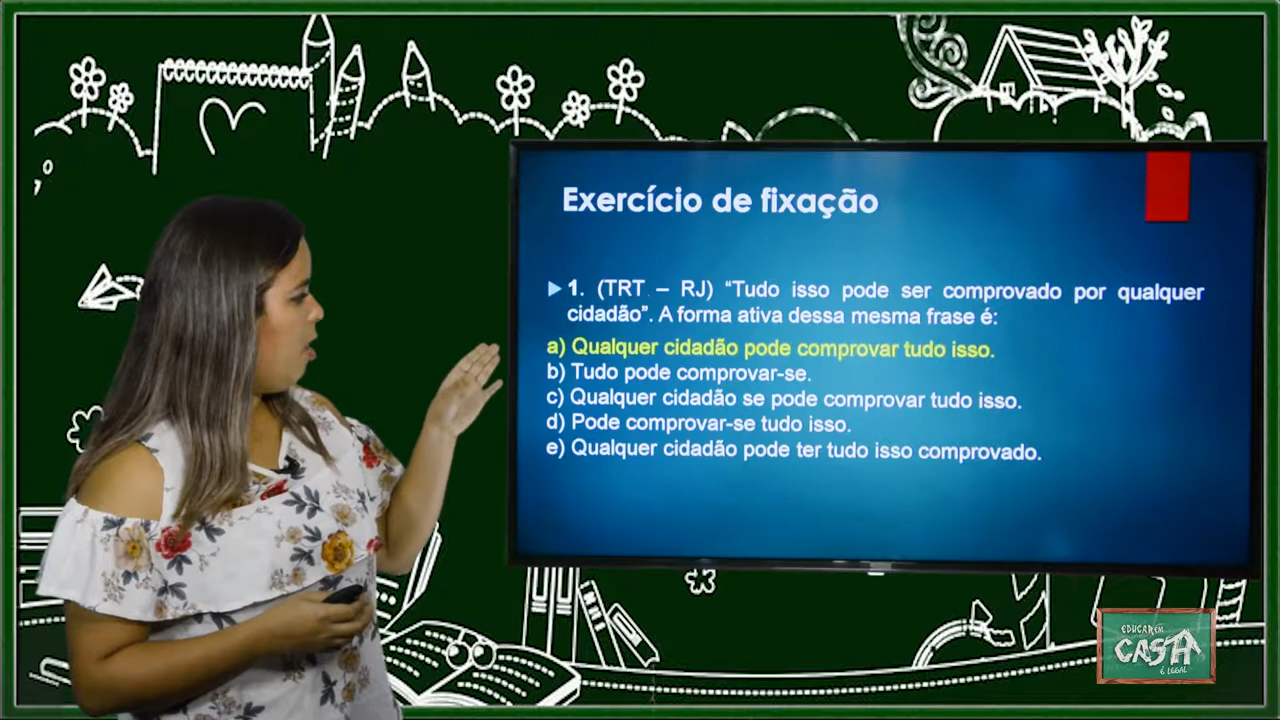 Exercício de fixação
1. (TRT – RJ) “Tudo isso pode ser comprovado por qualquer
cidadão”. A forma ativa dessa mesma frase é:
a) Qualquer cidadão pode comprovar tudo isso.
b) Tudo pode comprovar-se.
c) Qualquer cidadão se pode comprovar tudo isso.
d) Pode comprovar-se tudo isso.
e) Qualquer cidadão pode ter tudo isso comprovado.
EDUCAR EM
CASA
É LEGAL